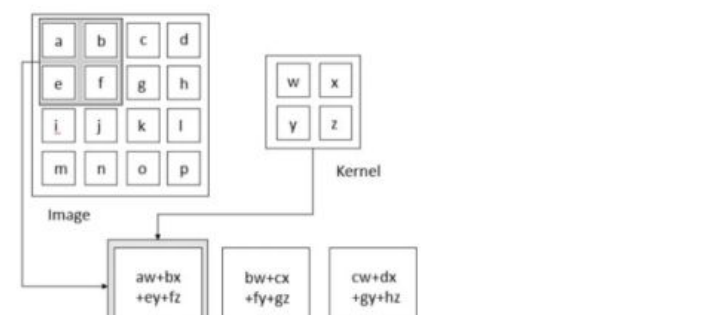 a b c d
e f g h
i j k l
m n o p
Image
w x
y z
Kernel
aw+bx
+ey+fz
bw+cx
+fy+gz
cw+dx
+gy+hz